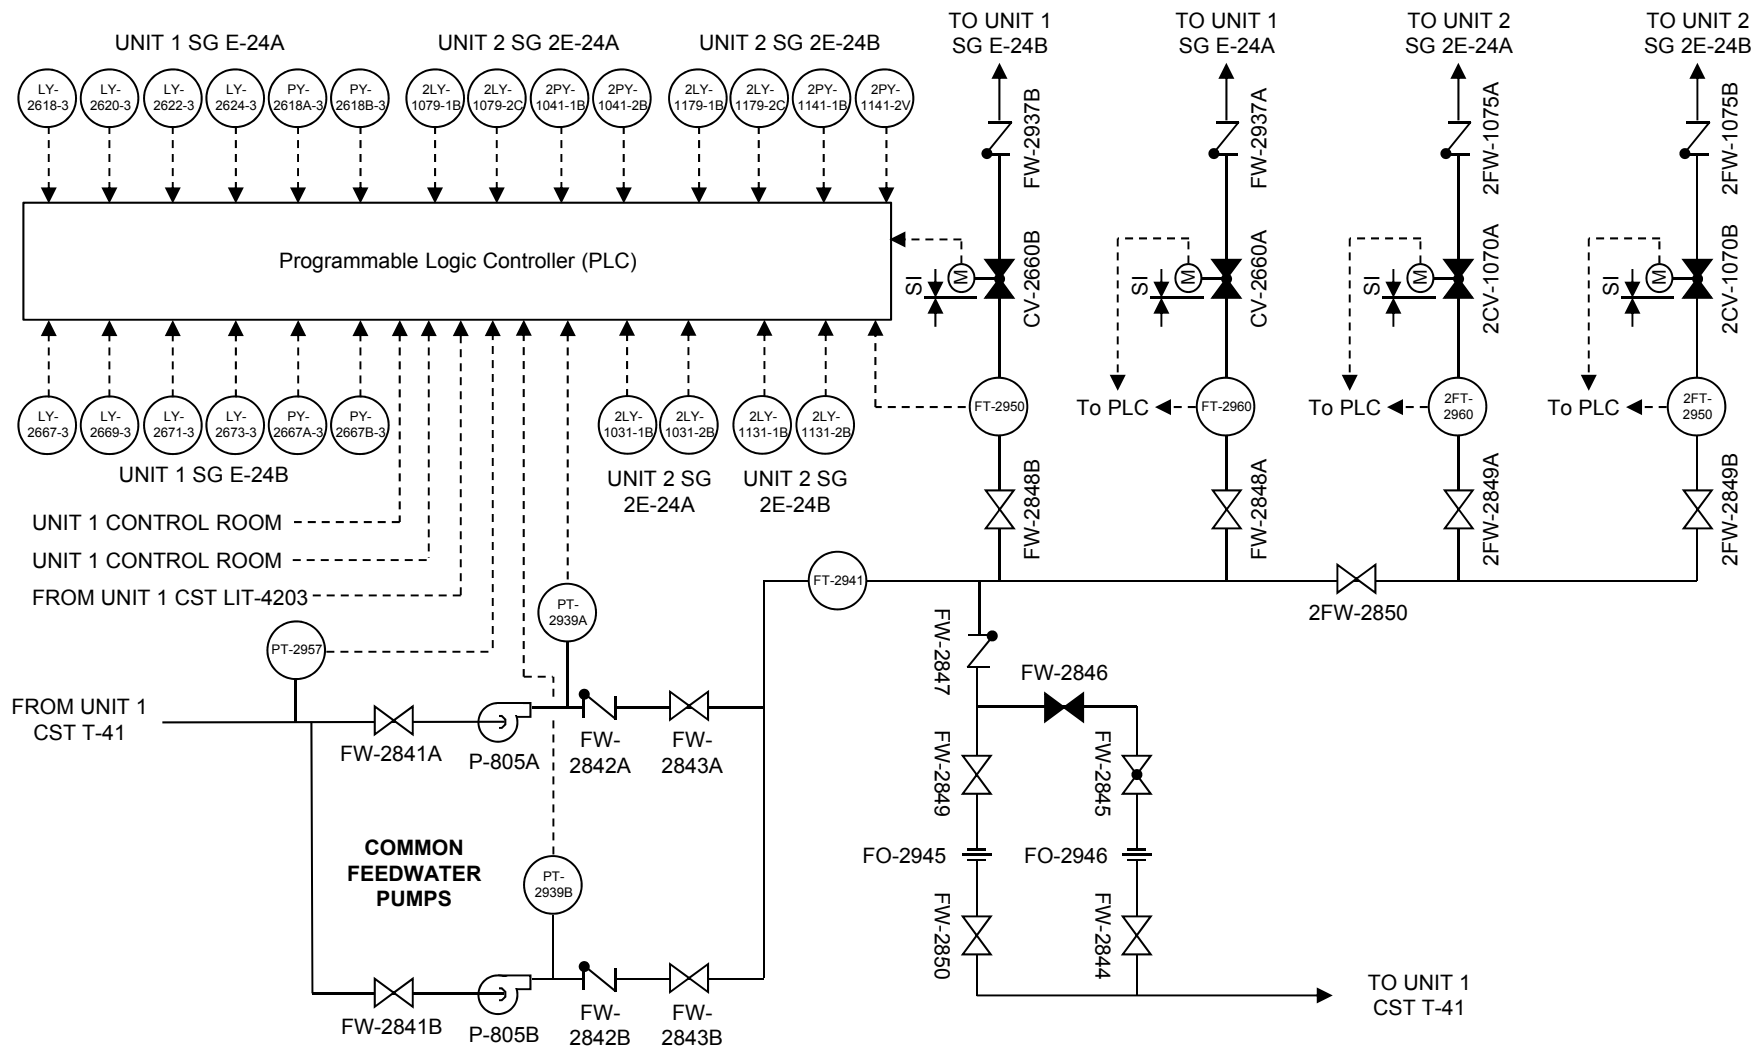 UNIT 1 SG E-24A
UNIT 2 SG 2E-24A
UNIT 2 SG 2E-24B
TO UNIT 1
SG E-24B
TO UNIT 1
SG E-24A
TO UNIT 2
SG 2E-24A
TO UNIT 2
SG 2E-24B
LY-
2618-3
LY-
2620-3
LY-
2622-3
LY-
2624-3
PY-
2618A-3
PY-
2618B-3
2LY-
1079-1B
2LY-
1079-2C
2PY-
1041-1B
2PY-
1041-2B
2LY-
1179-1B
2LY-
1179-2C
2PY-
1141-1B
2PY-
1141-2V
FW-2937B
FW-2937A
2FW-1075A
2FW-1075B
Programmable Logic Controller (PLC)
SI
M
CV-2660B
SI
M
CV-2660A
SI
M
2CV-1070A
SI
M
2CV-1070B
LY-
2667-3
LY-
2669-3
LY-
2671-3
LY-
2673-3
PY-
2667A-3
PY-
2667B-3
2LY-
1031-1B
2LY-
1031-2B
2LY-
1131-1B
2LY-
1131-2B
FT-2950
To PLC
FT-2960
To PLC
2FT-
2960
To PLC
2FT-
2950
UNIT 1 SG E-24B
UNIT 2 SG
2E-24A
UNIT 2 SG
2E-24B
FW-2848B
FW-2848A
2FW-2849A
2FW-2849B
UNIT 1 CONTROL ROOM
UNIT 1 CONTROL ROOM
FROM UNIT 1 CST LIT-4203
PT-2957
PT-
2939A
FT-2941
2FW-2850
FW-2847
FW-2846
FROM UNIT 1
CST T-41
FW-2841A
P-805A
FW-
2842A
FW-
2843A
FW-2849
FW-2845
COMMON
FEEDWATER
PUMPS
PT-
2939B
FO-2945
FO-2946
FW-2850
FW-2844
FW-2841B
P-805B
FW-
2842B
FW-
2843B
TO UNIT 1
CST T-41